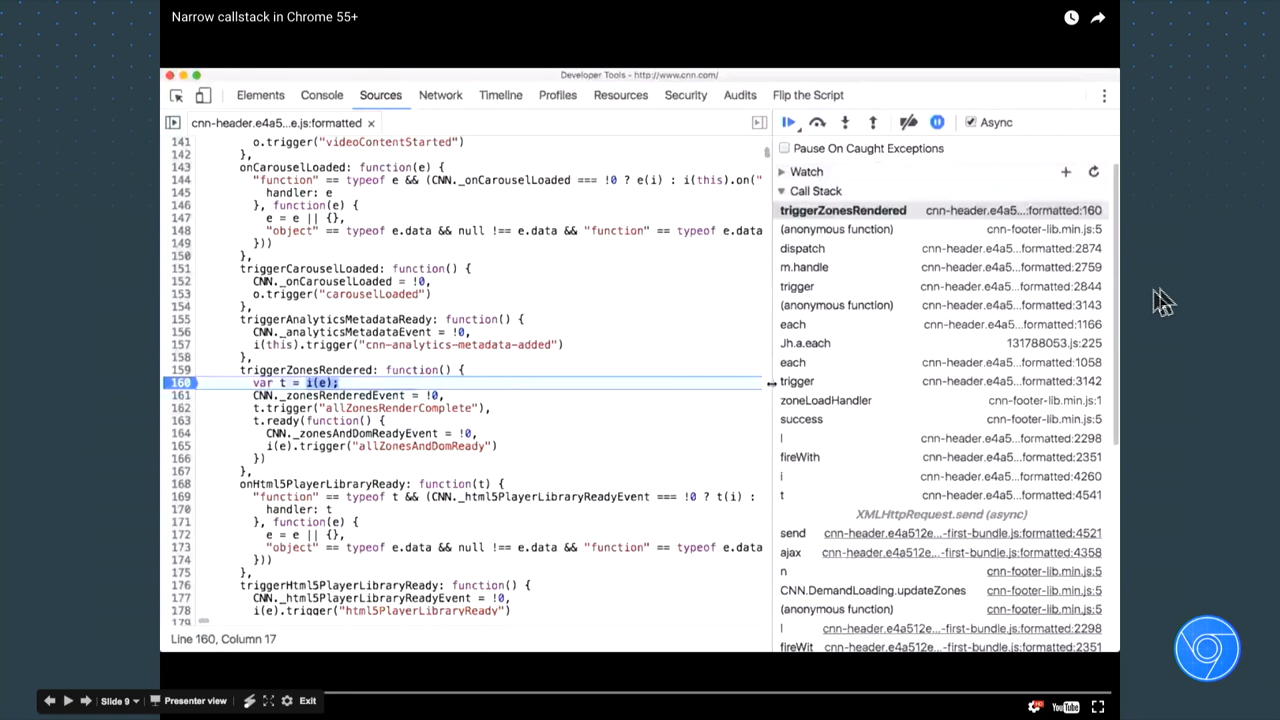 Narrow callstack in Chrome 55+
Developer Tools - http://www.cnn.com/
Elements Console Sources Network Timeline Profiles Resources Security Audits Flip the Script
cnn-header.e4a5...e.js:formatted ×
141 o.trigger("videoContentStarted")
142 },
143 onCarouselLoaded: function(e) {
144 "function" == typeof e && (CNN._onCarouselLoaded === !0 ? e(i) : i(this).on("
145 handler: e
146 }, function(e) {
147 e = e || {},
148 "object" == typeof e.data && null !== e.data && "function" == typeof e.data
149 }))
150 },
151 triggerCarouselLoaded: function() {
152 CNN._onCarouselLoaded = !0,
153 o.trigger("carouselLoaded")
154 },
155 triggerAnalyticsMetadataReady: function() {
156 CNN._analyticsMetadataEvent = !0,
157 i(this).trigger("cnn-analytics-metadata-added")
158 },
159 triggerZonesRendered: function() {
160 var t = i(e);
161 CNN._zonesRenderedEvent = !0,
162 t.trigger("allZonesRenderComplete"),
163 t.ready(function() {
164 CNN._zonesAndDomReadyEvent = !0,
165 i(e).trigger("allZonesAndDomReady")
166 })
167 },
168 onHtml5PlayerLibraryReady: function(t) {
169 "function" == typeof t && (CNN._html5PlayerLibraryReadyEvent === !0 ? t(i) :
170 handler: t
171 }, function(e) {
172 e = e || {},
173 "object" == typeof e.data && null !== e.data && "function" == typeof e.data
174 }))
175 },
176 triggerHtml5PlayerLibraryReady: function() {
177 CNN._html5PlayerLibraryReadyEvent = !0,
178 i(e).trigger("html5PlayerLibraryReady")
179
Line 160, Column 17
Async
Pause On Caught Exceptions
Watch
Call Stack
triggerZonesRendered cnn-header.e4a5...:formatted:160
(anonymous function) cnn-footer-lib.min.js:5
dispatch cnn-header.e4a5...formatted:2874
m.handle cnn-header.e4a5...formatted:2759
trigger cnn-header.e4a5...formatted:2844
(anonymous function) cnn-header.e4a5...formatted:3143
each cnn-header.e4a5...formatted:1166
Jh.a.each 131788053.js:225
each cnn-header.e4a5...formatted:1058
trigger cnn-header.e4a5...formatted:3142
zoneLoadHandler cnn-footer-lib.min.js:1
success cnn-footer-lib.min.js:5
l cnn-header.e4a5...formatted:2298
fireWith cnn-header.e4a5...formatted:2351
i cnn-header.e4a5...formatted:4260
t cnn-header.e4a5...formatted:4541
XMLHttpRequest.send (async)
send cnn-header.e4a512e...-first-bundle.js:formatted:4521
ajax cnn-header.e4a512e...-first-bundle.js:formatted:4358
n cnn-footer-lib.min.js:5
CNN.DemandLoading.updateZones cnn-footer-lib.min.js:5
(anonymous function) cnn-footer-lib.min.js:5
l cnn-header.e4a512e...-first-bundle.js:formatted:2298
fireWit cnn-header.e4a512e...-first-bundle.js:formatted:2351
Slide 9 Presenter view Exit
HD YouTube